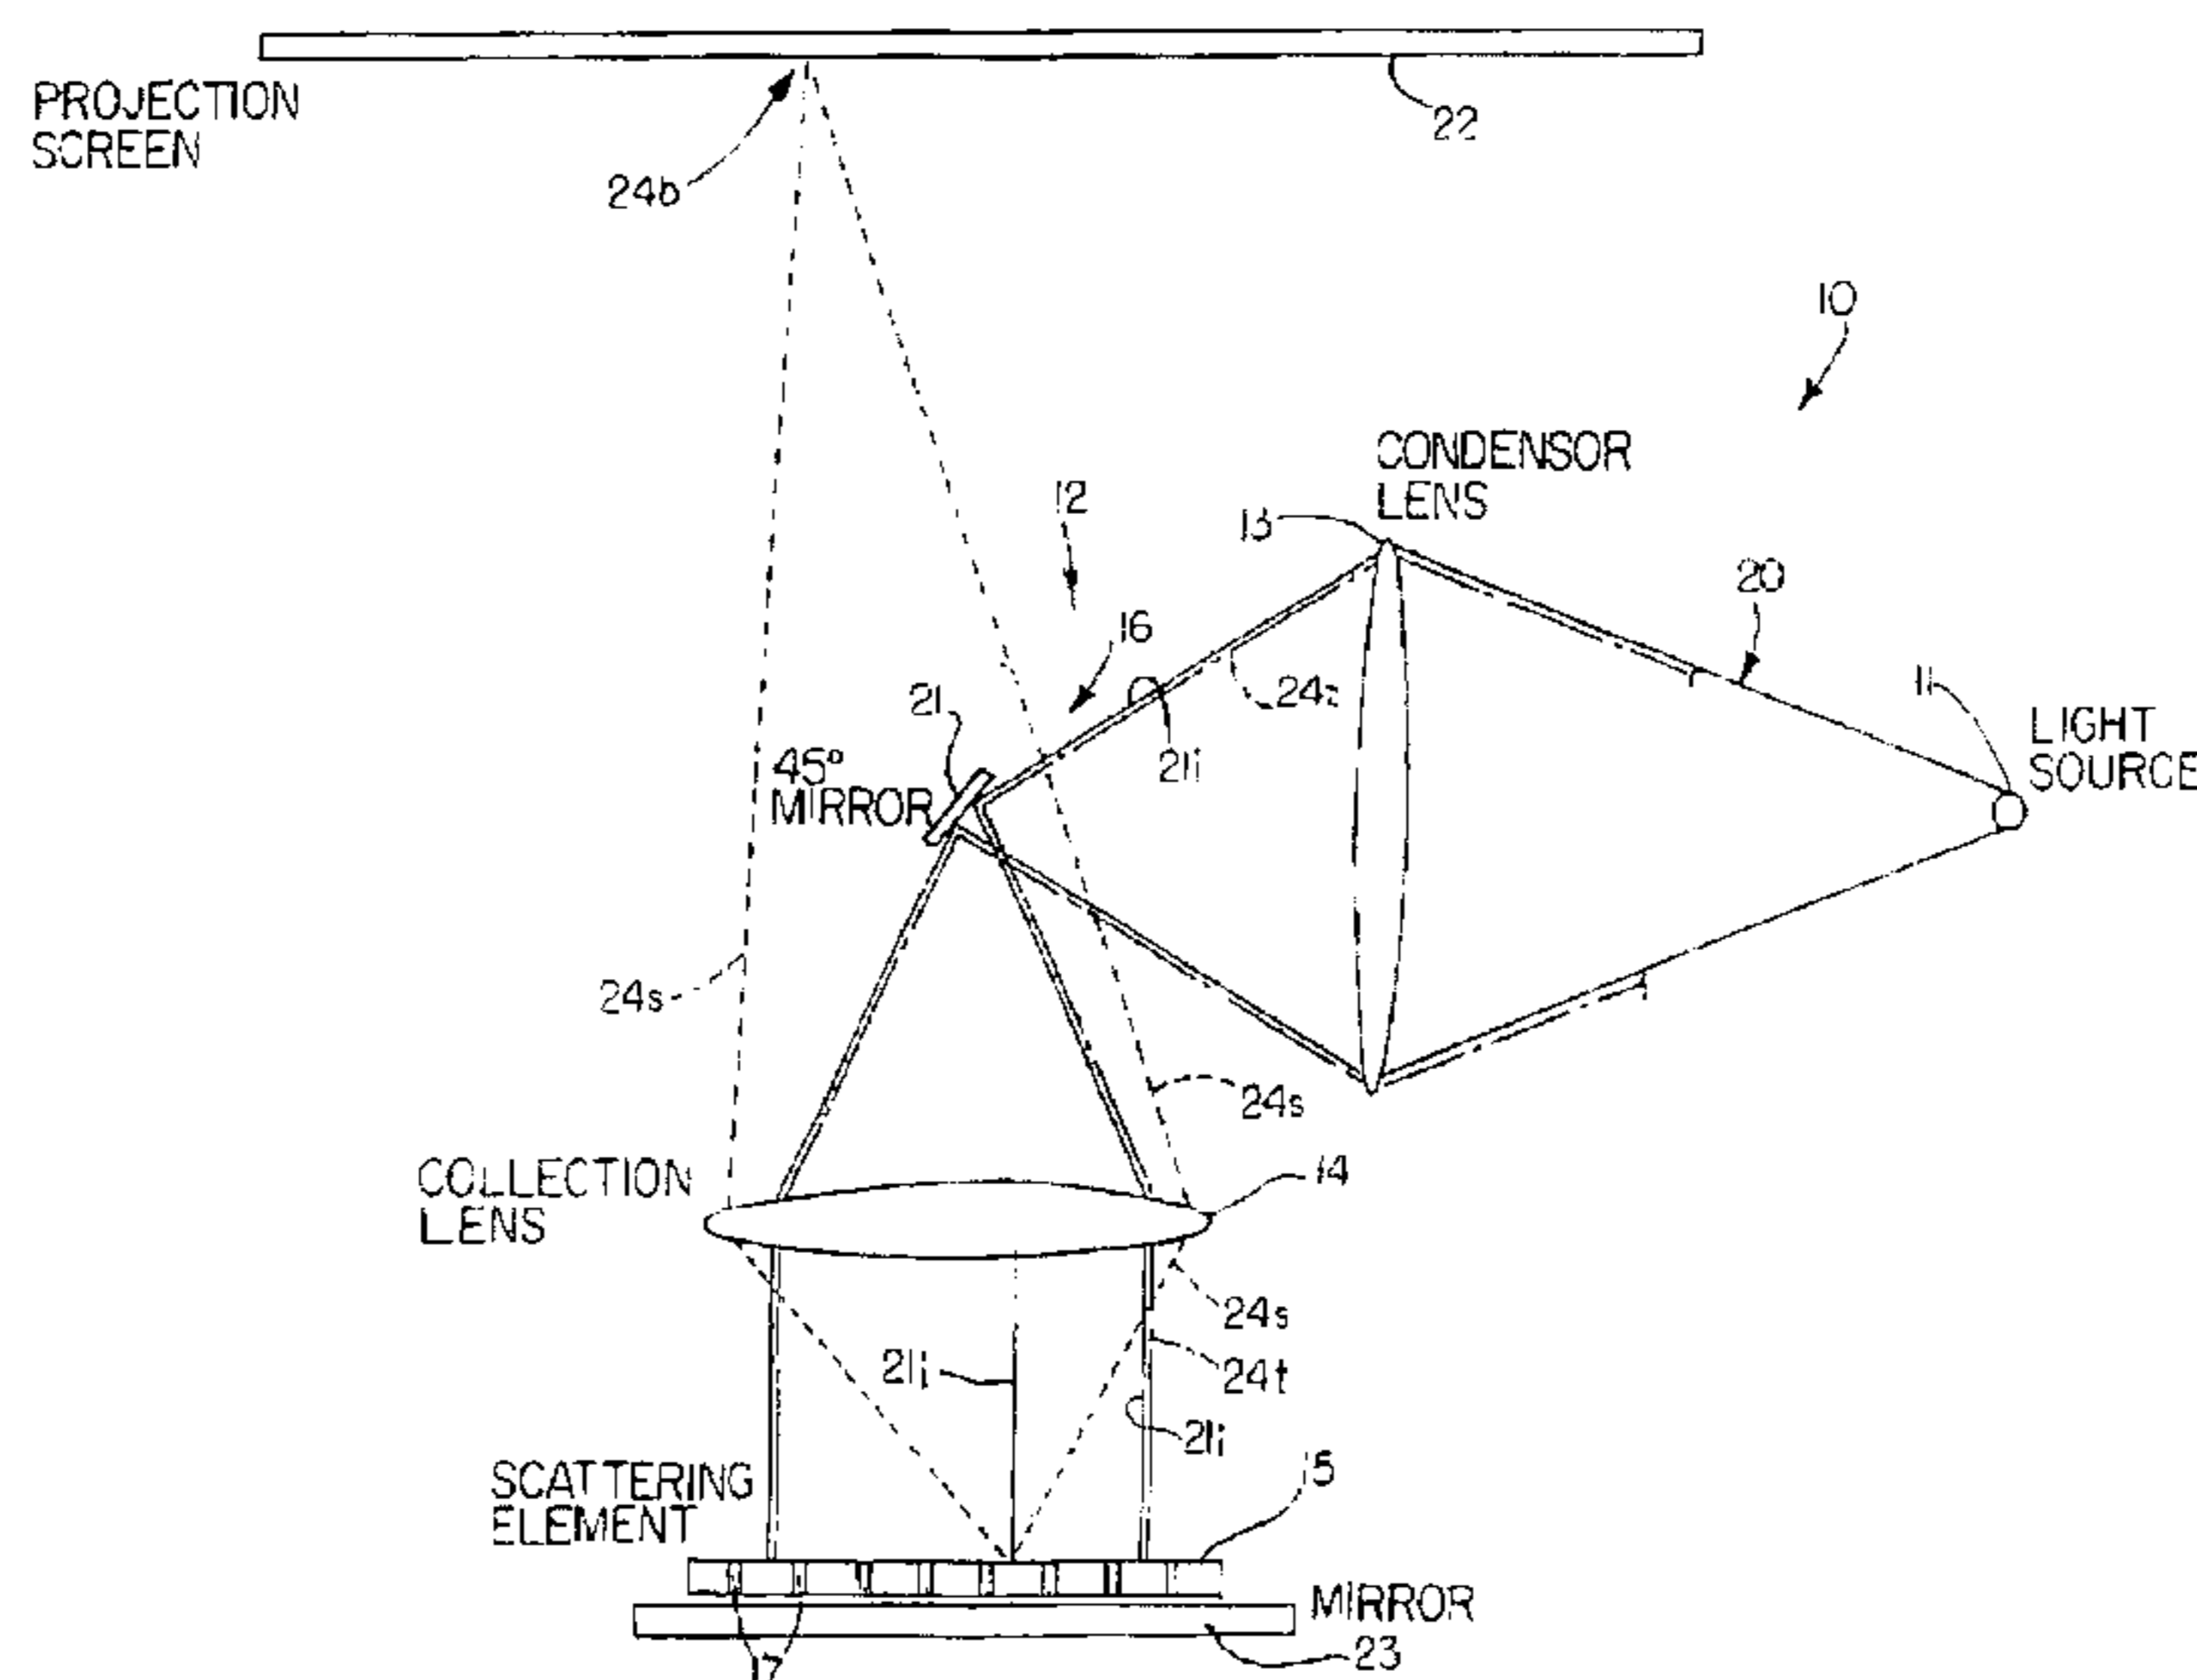 PROJECTION
SCREEN
22
24b
10
CONDENSOR
LENS
12
13
20
16
11
LIGHT
SOURCE
21
21i
45°
MIRROR
24s
24s
COLLECTION
LENS
14
24s
24t
21i
21i
SCATTERING
ELEMENT
15
MIRROR
23
17